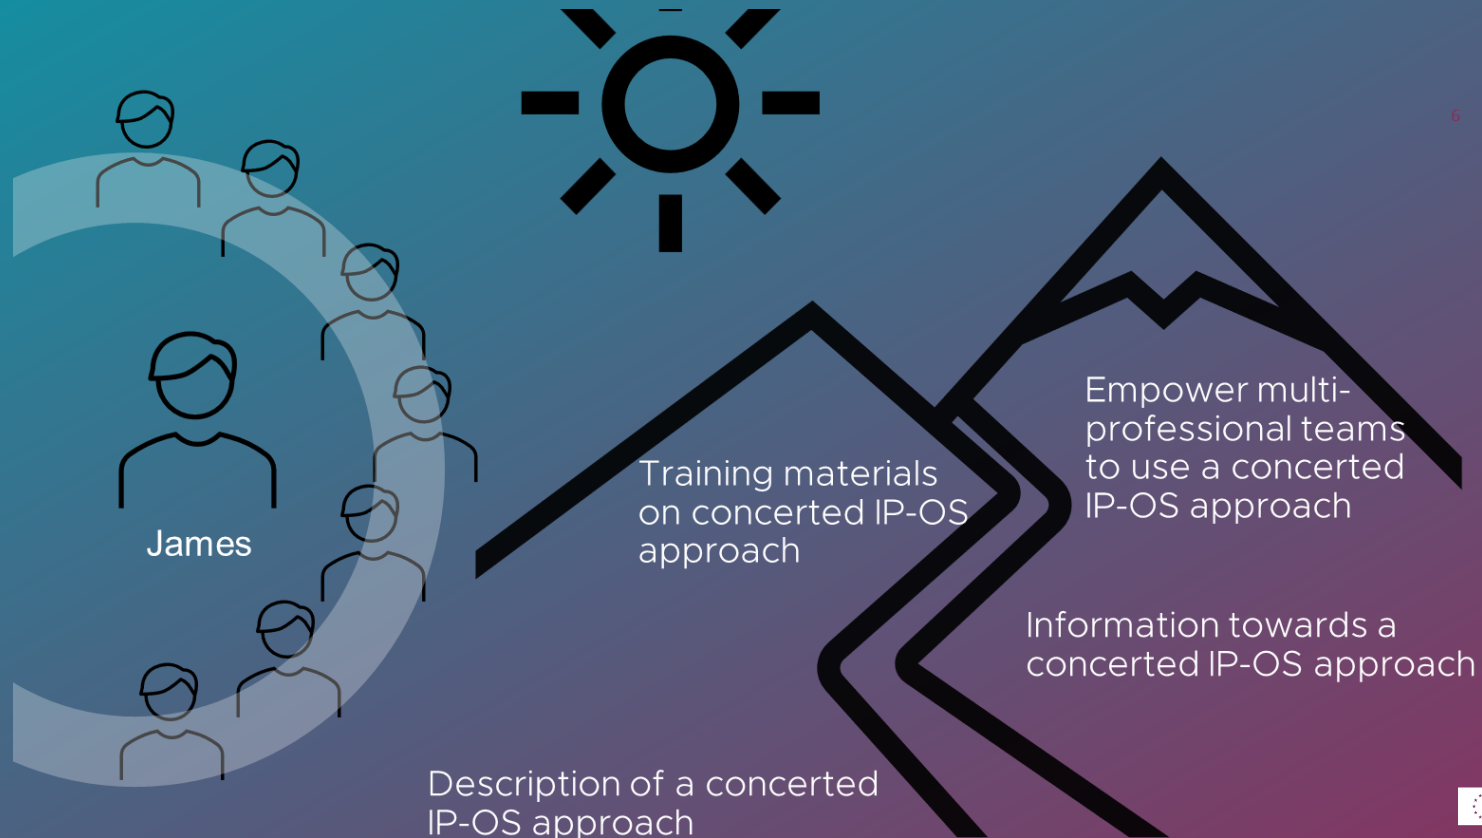 6
Empower multi-
professional teams
to use a concerted
IP-OS approach
Training materials
on concerted IP-OS
approach
James
Information towards a
concerted IP-OS approach
Description of a concerted
IP-OS approach